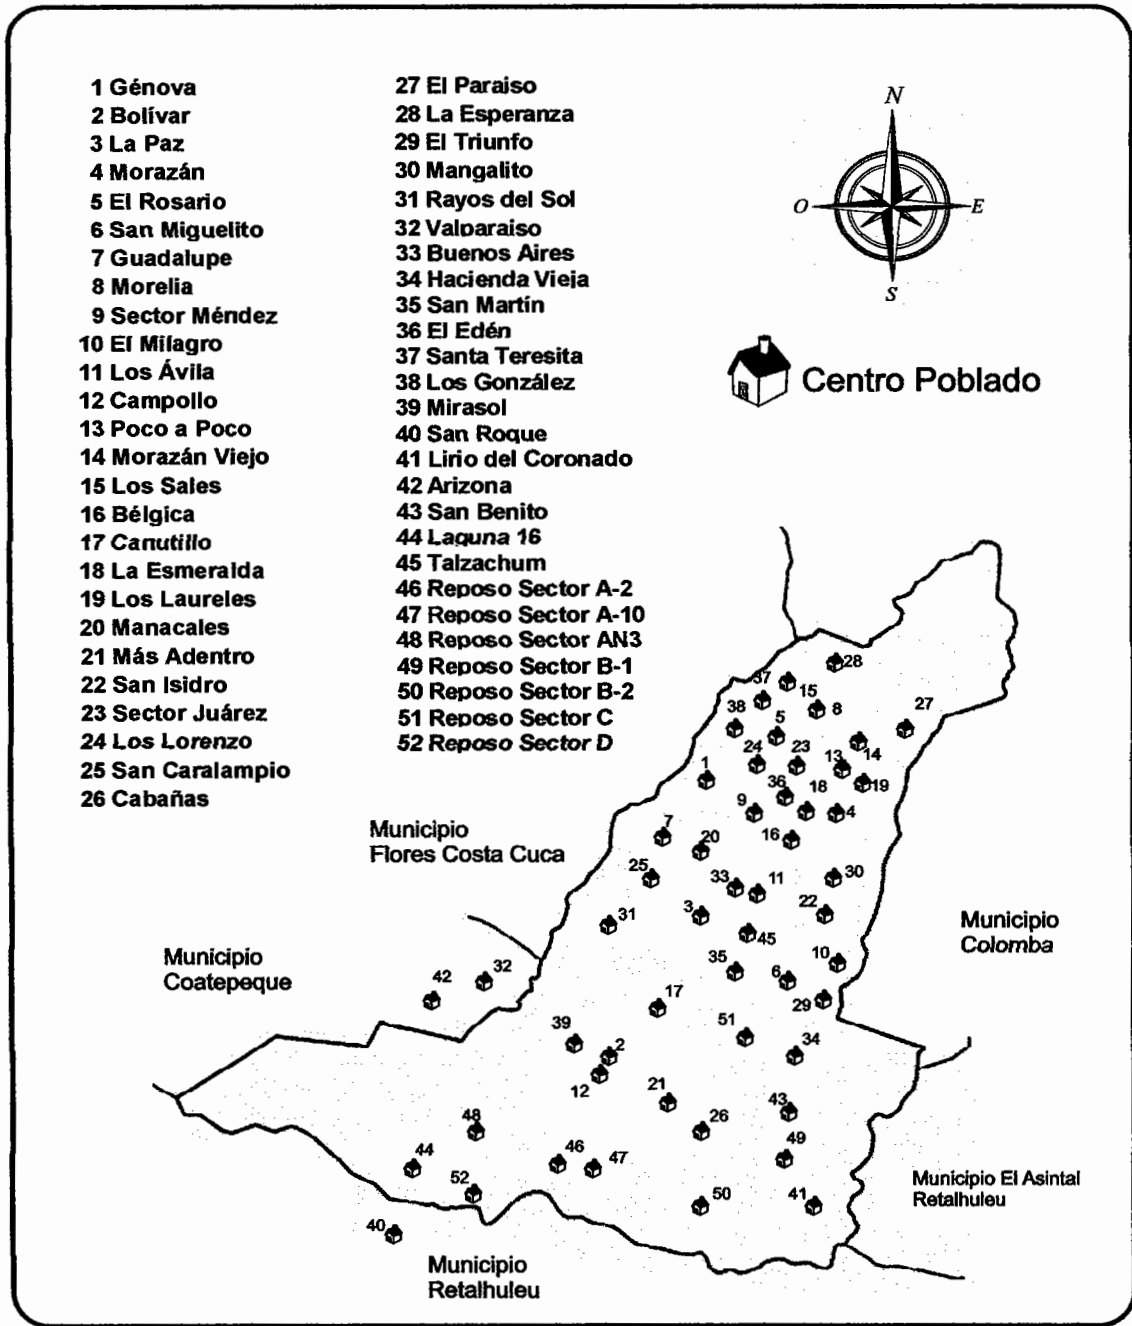 1 Génova
2 Bolívar
3 La Paz
4 Morazán
5 El Rosario
6 San Miguelito
7 Guadalupe
8 Morelia
9 Sector Méndez
10 El Milagro
11 Los Ávila
12 Campollo
13 Poco a Poco
14 Morazán Viejo
15 Los Sales
16 Bélgica
17 Canutillo
18 La Esmeralda
19 Los Laureles
20 Manacales
21 Más Adentro
22 San Isidro
23 Sector Juárez
24 Los Lorenzo
25 San Caralampio
26 Cabañas
27 El Paraiso
28 La Esperanza
29 El Triunfo
30 Mangalito
31 Rayos del Sol
32 Valparaiso
33 Buenos Aires
34 Hacienda Vieja
35 San Martín
36 El Edén
37 Santa Teresita
38 Los González
39 Mirasol
40 San Roque
41 Lirio del Coronado
42 Arizona
43 San Benito
44 Laguna 16
45 Talzachum
46 Reposo Sector A-2
47 Reposo Sector A-10
48 Reposo Sector AN3
49 Reposo Sector B-1
50 Reposo Sector B-2
51 Reposo Sector C
52 Reposo Sector D
N
O
E
S
Centro Poblado
28
37
15
8
27
38
5
24
23
13
14
1
36
18
19
9
4
7
20
16
25
33
11
30
3
22
31
45
35
6
10
42
32
29
17
51
39
2
34
12
21
43
48
26
49
44
46
47
52
50
41
40
Municipio
Flores Costa Cuca
Municipio
Coatepeque
Municipio
Colomba
Municipio El Asintal
Retalhuleu
Municipio
Retalhuleu